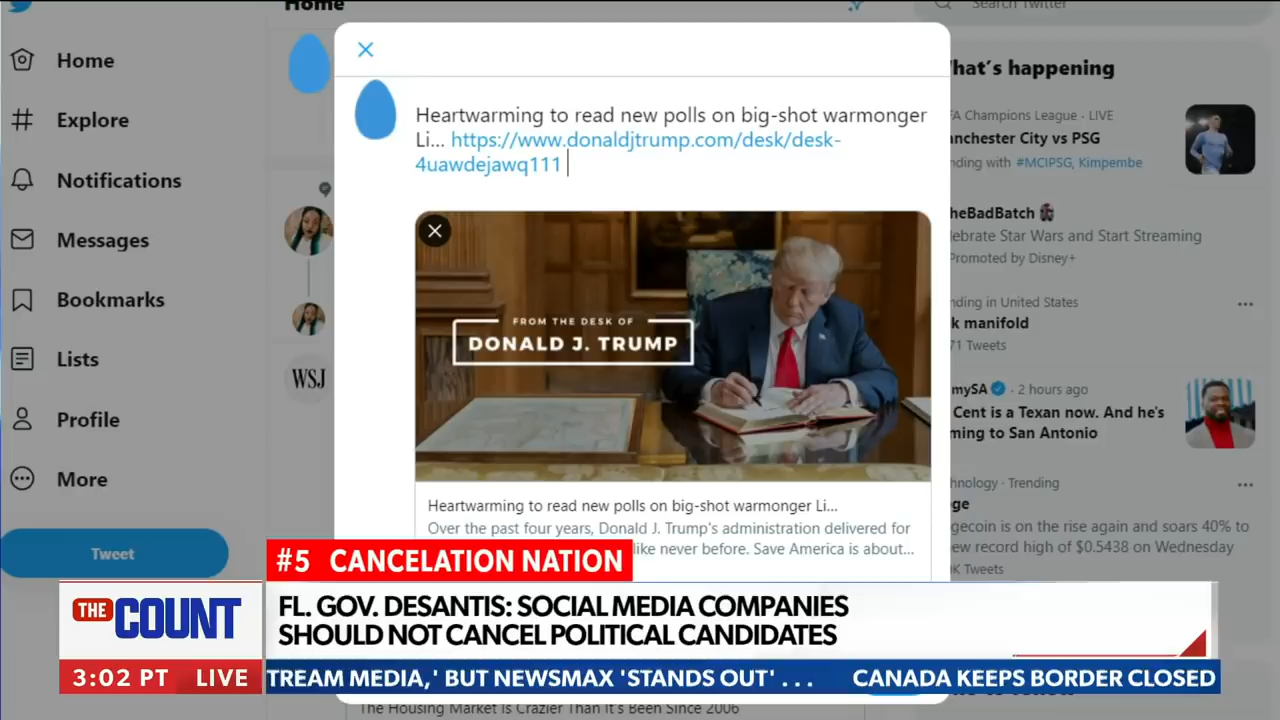 Home
Search Twitter
Home
Explore
Notifications
Messages
Bookmarks
Lists
Profile
More
Tweet
WSJ
Heartwarming to read new polls on big-shot warmonger
Li... https://www.donaldjtrump.com/desk/desk-
4uawdejawq111
FROM THE DESK OF
DONALD J. TRUMP
Heartwarming to read new polls on big-shot warmonger Li...
Over the past four years, Donald J. Trump's administration delivered for
like never before. Save America is about...
hat's happening
FA Champions League · LIVE
anchester City vs PSG
nding with #MCIPSG, Kimpembe
heBadBatch
lebrate Star Wars and Start Streaming
Promoted by Disney+
nding in United States
k manifold
71 Tweets
mySA · 2 hours ago
Cent is a Texan now. And he's
ming to San Antonio
hnology · Trending
ge
gecoin is on the rise again and soars 40% to
ew record high of $0.5438 on Wednesday
K Tweets
#5 CANCELATION NATION
THE COUNT
FL. GOV. DESANTIS: SOCIAL MEDIA COMPANIES
SHOULD NOT CANCEL POLITICAL CANDIDATES
3:02 PT LIVE
TREAM MEDIA,' BUT NEWSMAX 'STANDS OUT' . . . CANADA KEEPS BORDER CLOSED
The Housing Market Is Crazier Than It's Been Since 2006